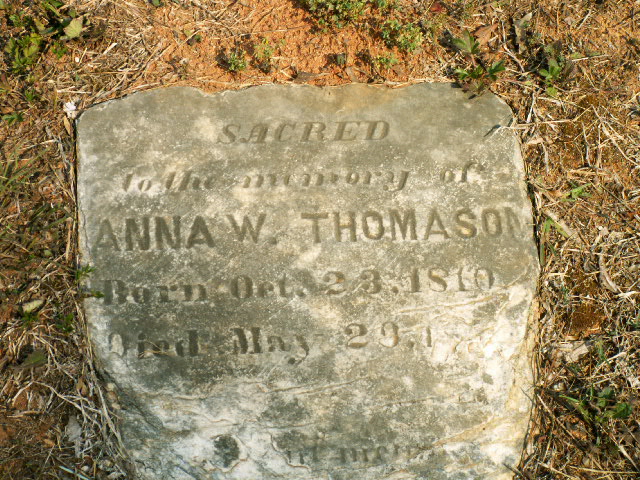 SACRED
to the memory of
ANNA W. THOMASON
Born Oct. 23. 1810
Died May 29.